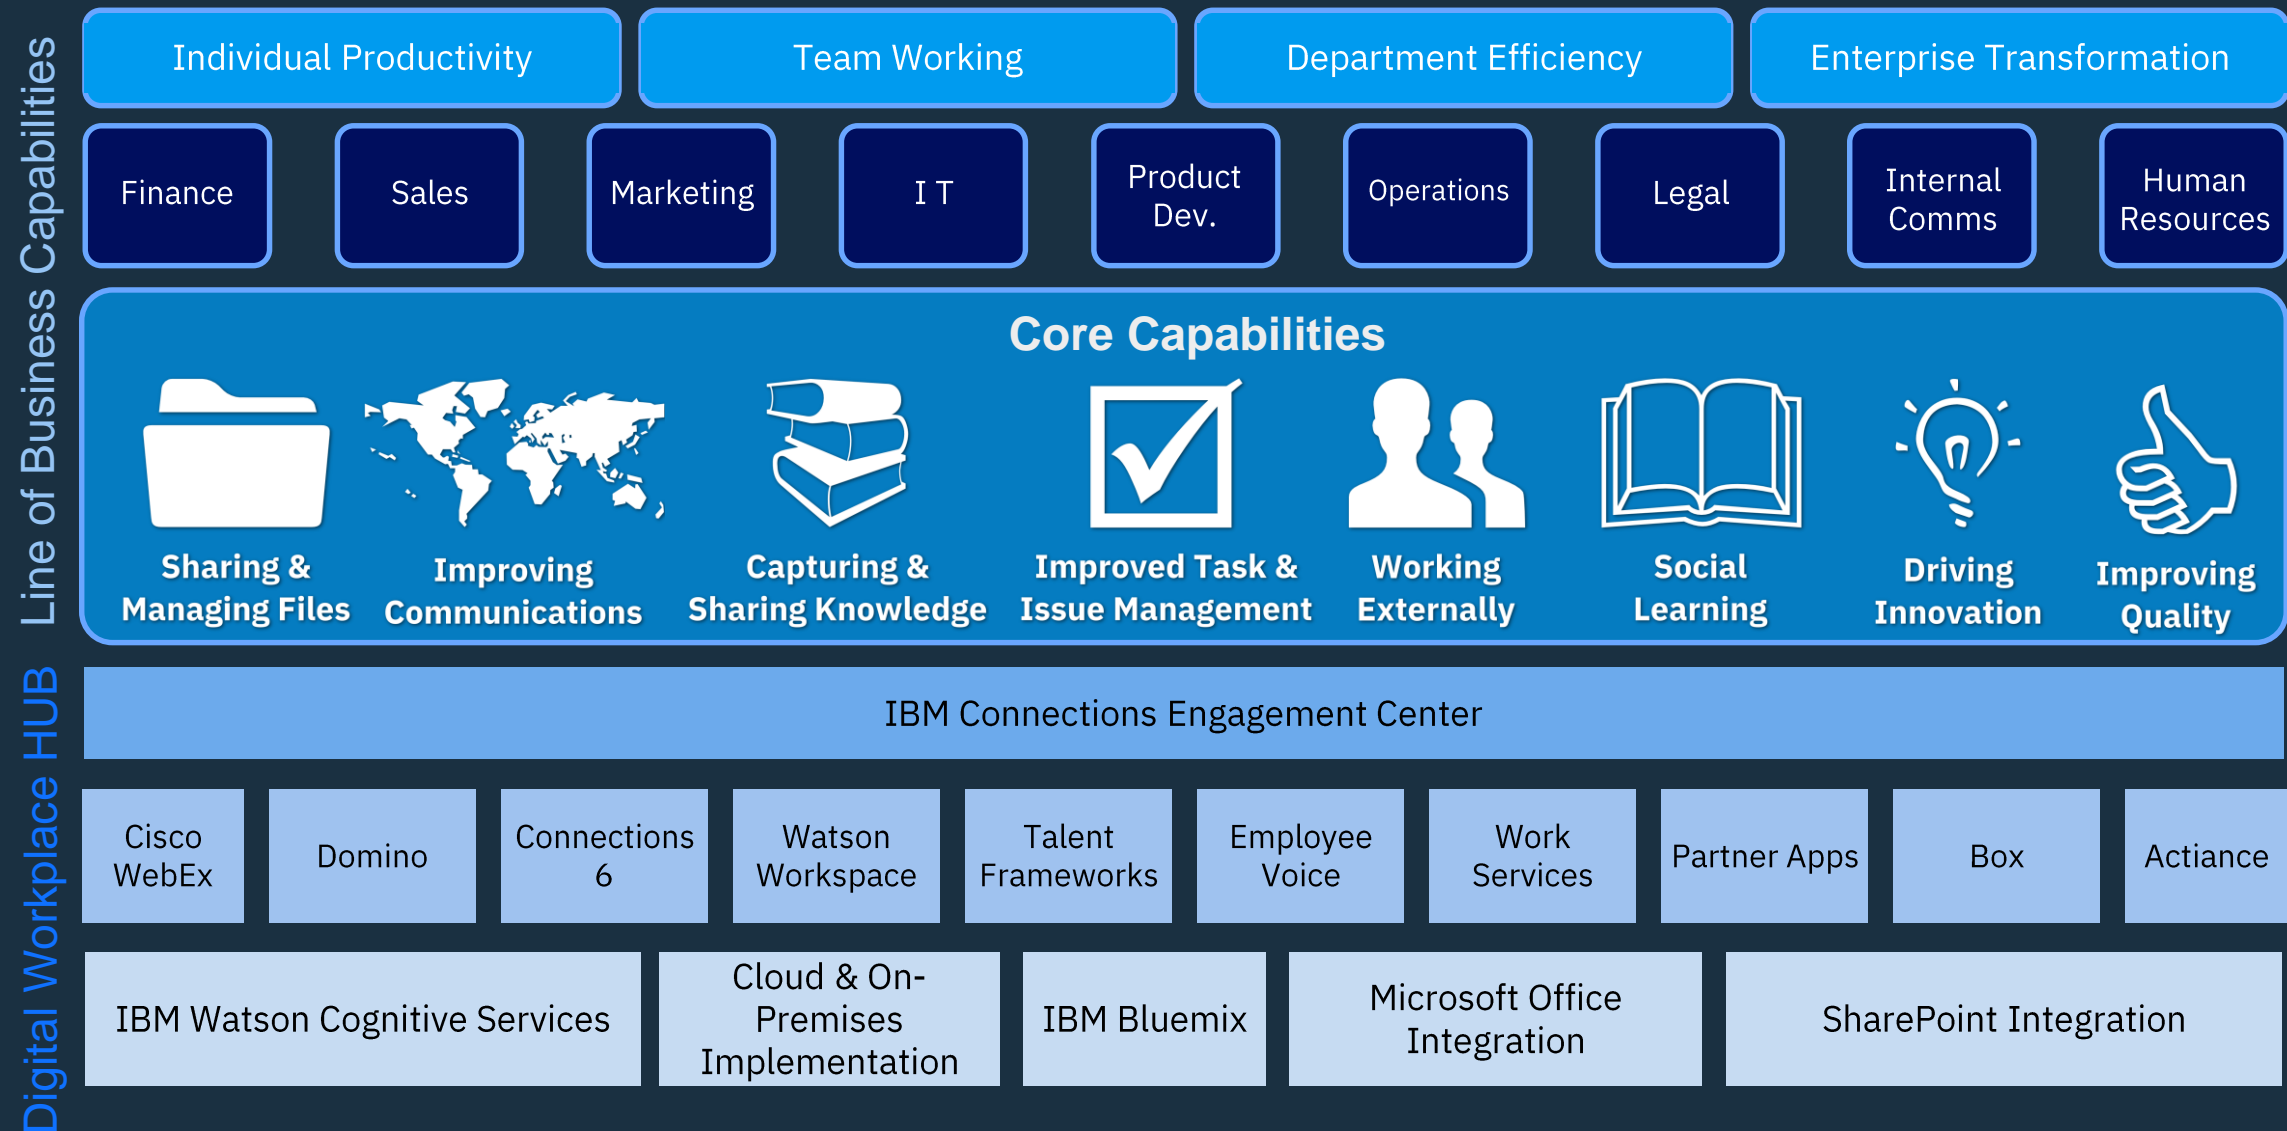 Line of Business Capabilities
Individual Productivity
Team Working
Department Efficiency
Enterprise Transformation
Finance
Sales
Marketing
I T
Product
Dev.
Operations
Legal
Internal
Comms
Human
Resources
Core Capabilities
Sharing &
Managing Files
Improving
Communications
Capturing &
Sharing Knowledge
Improved Task &
Issue Management
Working
Externally
Social
Learning
Driving
Innovation
Improving
Quality
Digital Workplace HUB
IBM Connections Engagement Center
Cisco
WebEx
Domino
Connections
6
Watson
Workspace
Talent
Frameworks
Employee
Voice
Work
Services
Partner Apps
Box
Actiance
IBM Watson Cognitive Services
Cloud & On-
Premises
Implementation
IBM Bluemix
Microsoft Office
Integration
SharePoint Integration